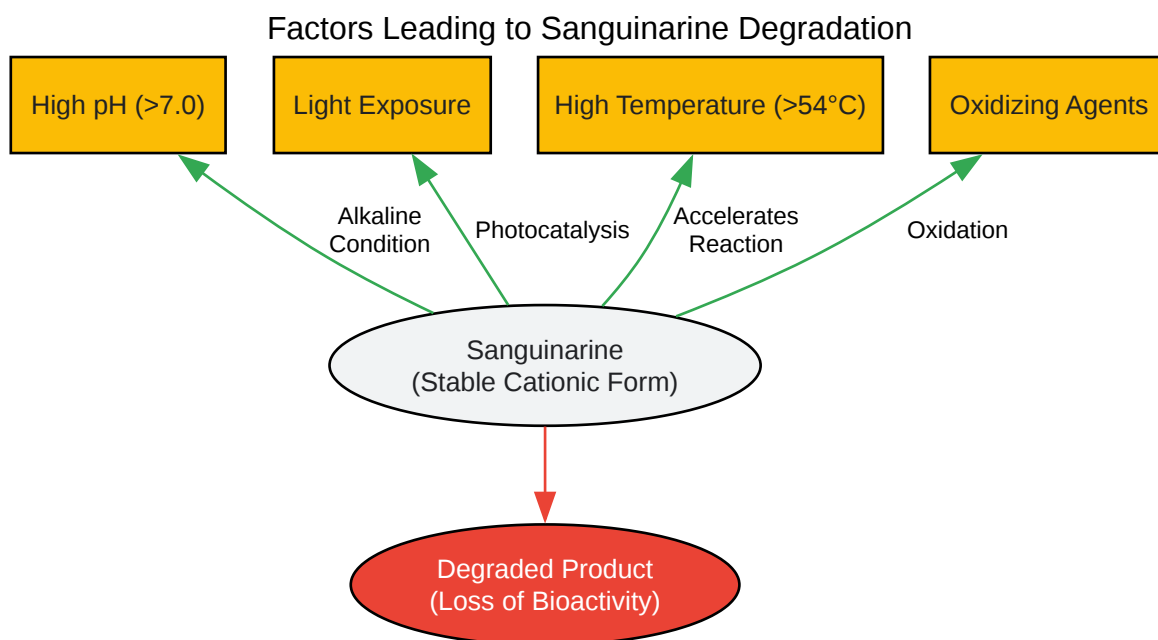 Factors Leading to Sanguinarine Degradation
High pH (>7.0)
Light Exposure
High Temperature (>54°C)
Oxidizing Agents
Alkaline
Condition
Photocatalysis
Accelerates
Reaction
Oxidation
Sanguinarine
(Stable Cationic Form)
Degraded Product
(Loss of Bioactivity)